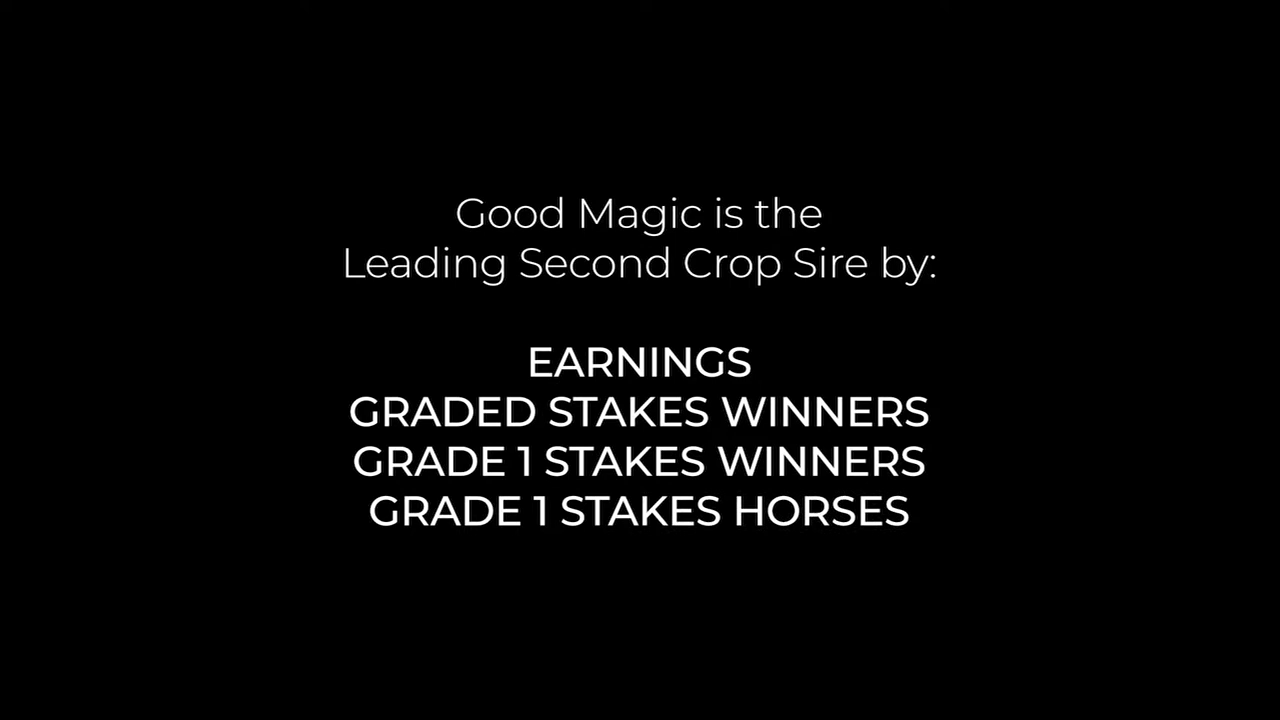 Good Magic is the
Leading Second Crop Sire by:
EARNINGS
GRADED STAKES WINNERS
GRADE 1 STAKES WINNERS
GRADE 1 STAKES HORSES